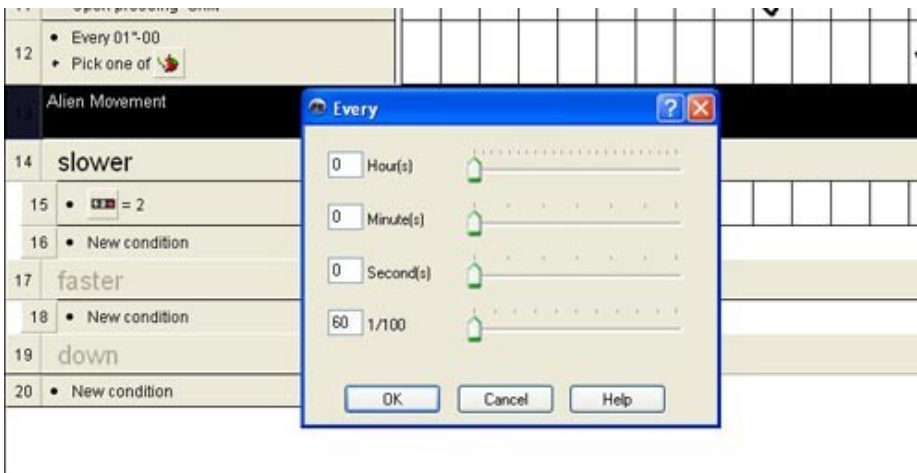 12
• Every 01"-00
• Pick one of
Alien Movement
Every
14 slower
15 • = 2
16 • New condition
17 faster
18 • New condition
19 down
20 • New condition
0 Hour(s)
0 Minute(s)
0 Second(s)
60 1/100
OK Cancel Help